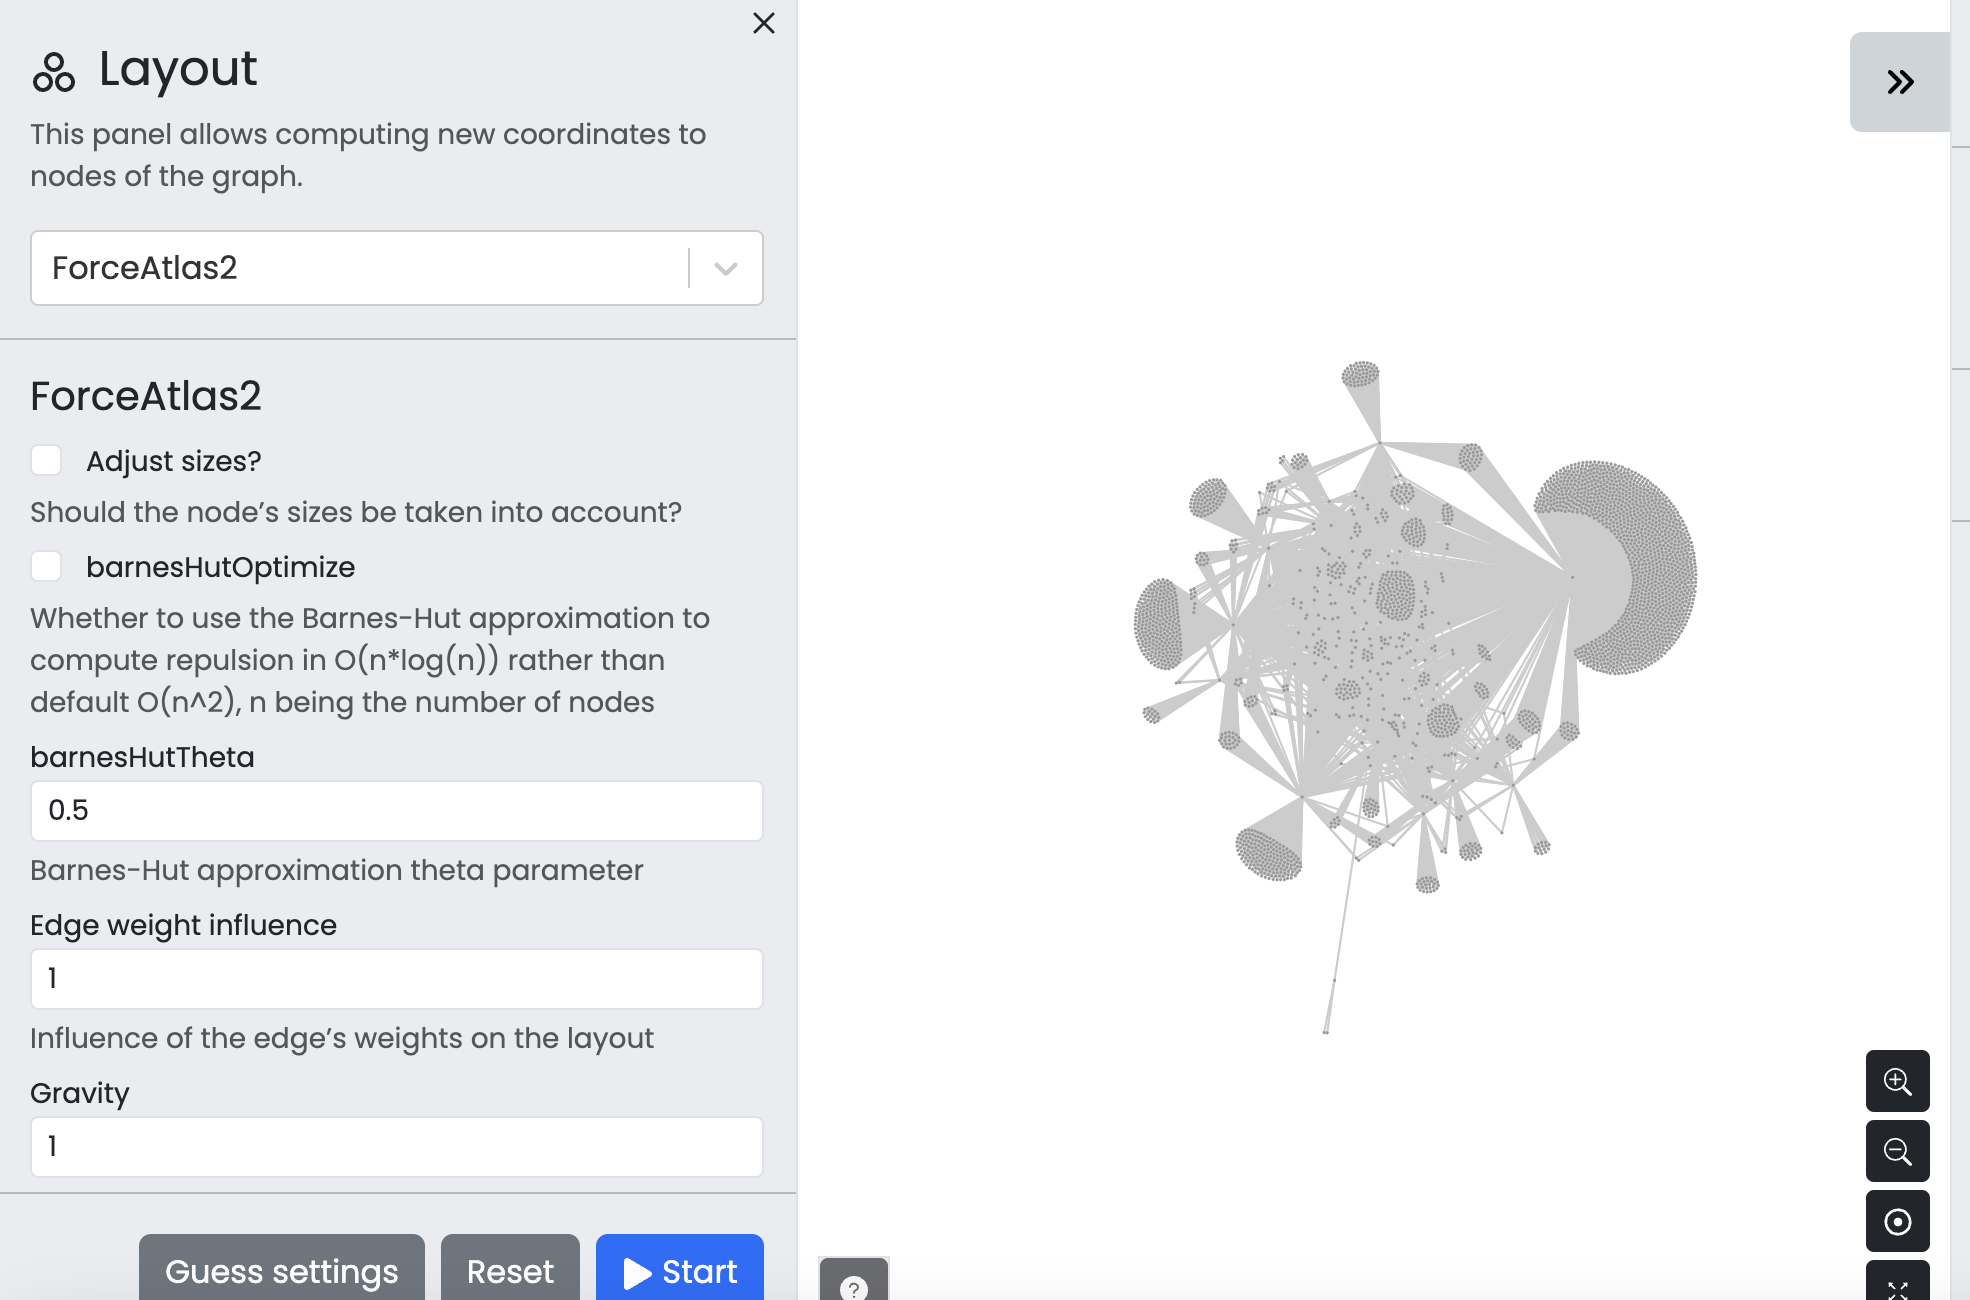 Layout
This panel allows computing new coordinates to
nodes of the graph.
ForceAtlas2
ForceAtlas2
Adjust sizes?
Should the node’s sizes be taken into account?
barnesHutOptimize
Whether to use the Barnes-Hut approximation to
compute repulsion in O(n*log(n)) rather than
default O(n^2), n being the number of nodes
barnesHutTheta
0.5
Barnes-Hut approximation theta parameter
Edge weight influence
1
Influence of the edge’s weights on the layout
Gravity
1
Guess settings
Reset
Start
?